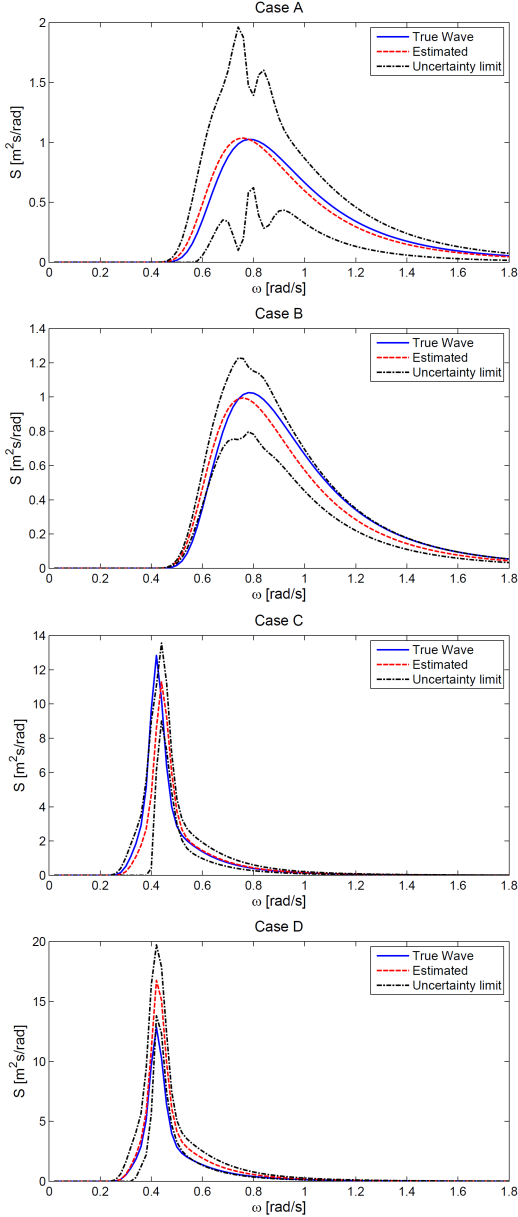 Case A
2
1.5
1
0.5
0
S [m²s/rad]
True Wave
Estimated
Uncertainty limit
0 0.2 0.4 0.6 0.8 1 1.2 1.4 1.6 1.8
ω [rad/s]
Case B
1.4
1.2
1
0.8
0.6
0.4
0.2
0
S [m²s/rad]
True Wave
Estimated
Uncertainty limit
0 0.2 0.4 0.6 0.8 1 1.2 1.4 1.6 1.8
ω [rad/s]
Case C
14
12
10
8
6
4
2
0
S [m²s/rad]
True Wave
Estimated
Uncertainty limit
0 0.2 0.4 0.6 0.8 1 1.2 1.4 1.6 1.8
ω [rad/s]
Case D
20
15
10
5
0
S [m²s/rad]
True Wave
Estimated
Uncertainty limit
0 0.2 0.4 0.6 0.8 1 1.2 1.4 1.6 1.8
ω [rad/s]